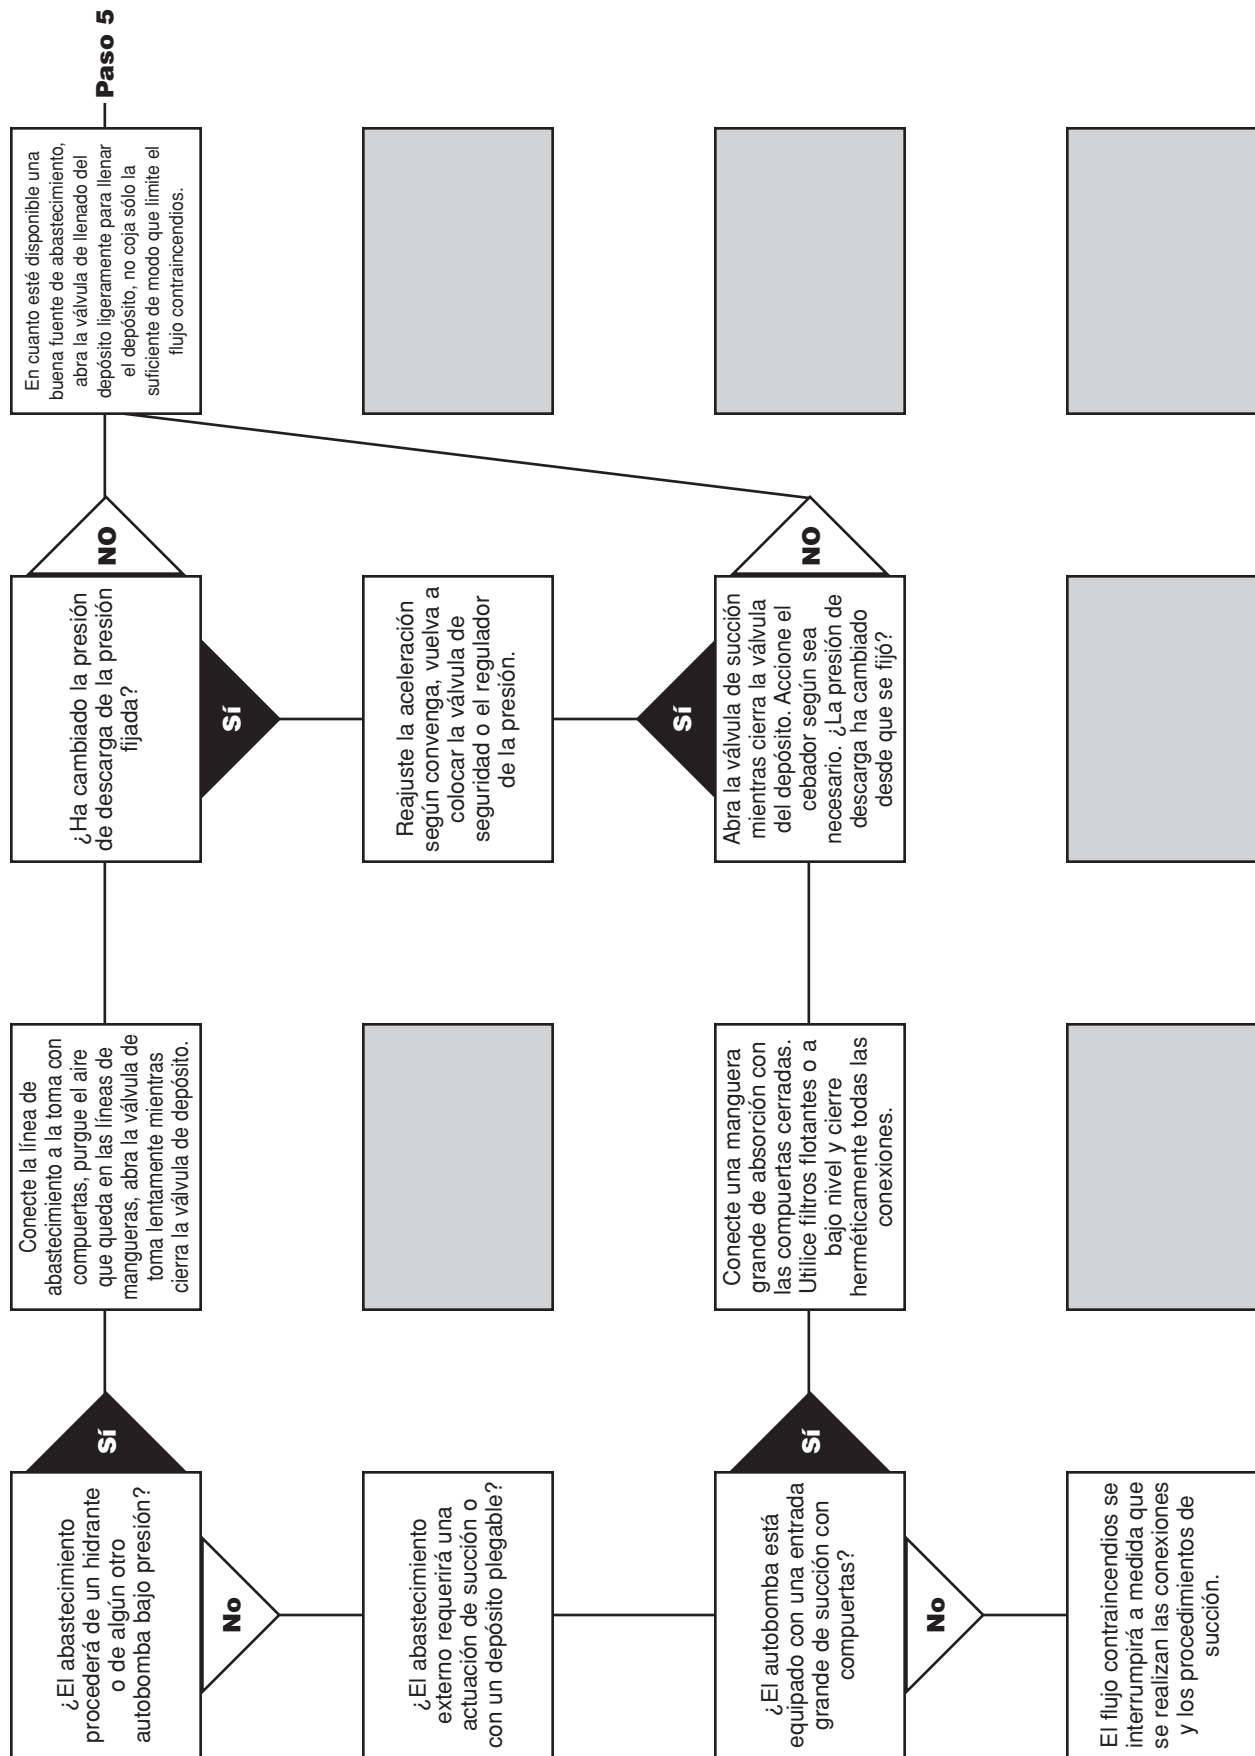 ¿El abastecimiento
procederá de un hidrante
o de algún otro
autobomba bajo presión?
Sí
Conecte la línea de
abastecimiento a la toma con
compuertas, purgue el aire
que queda en las líneas de
mangueras, abra la válvula de
toma lentamente mientras
cierra la válvula de depósito.
¿Ha cambiado la presión
de descarga de la presión
fijada?
NO
En cuanto esté disponible una
buena fuente de abastecimiento,
abra la válvula de llenado del
depósito ligeramente para llenar
el depósito, no coja sólo la
suficiente de modo que limite el
flujo contraincendios.
Paso 5
No
Sí
¿El abastecimiento
externo requerirá una
actuación de succión o
con un depósito plegable?
Reajuste la aceleración
según convenga, vuelva a
colocar la válvula de
seguridad o el regulador
de la presión.
Sí
¿El autobomba está
equipado con una entrada
grande de succión con
compuertas?
Sí
Conecte una manguera
grande de absorción con
las compuertas cerradas.
Utilice filtros flotantes o a
bajo nivel y cierre
herméticamente todas las
conexiones.
Abra la válvula de succión
mientras cierra la válvula
del depósito. Accione el
cebador según sea
necesario. ¿La presión de
descarga ha cambiado
desde que se fijó?
NO
No
El flujo contraincendios se
interrumpirá a medida que
se realizan las conexiones
y los procedimientos de
succión.